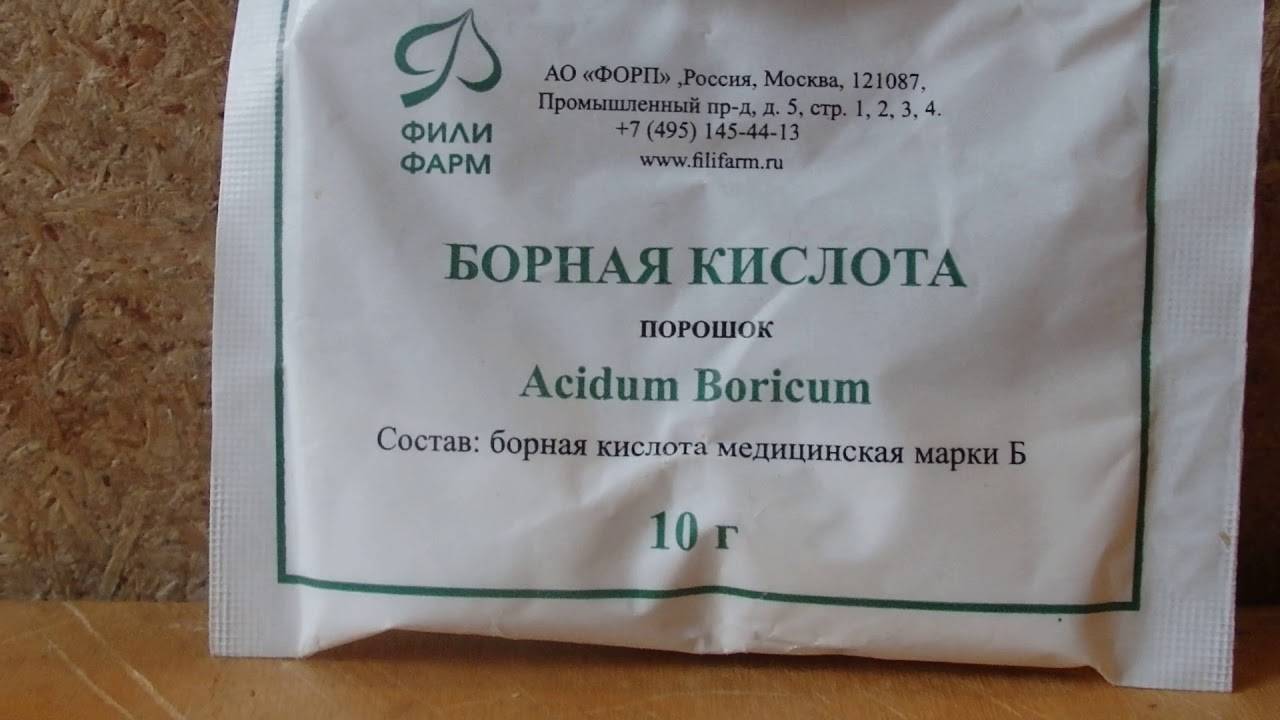 ФИЛИ
ФАРМ
АО «ФОРП» ,Россия, Москва, 121087,
Промышленный пр-д, д. 5, стр. 1, 2, 3, 4.
+7 (495) 145-44-13
www.filifarm.ru
БОРНАЯ КИСЛОТА
ПОРОШОК
Acidum Boricum
Состав: борная кислота медицинская марки Б
10 г